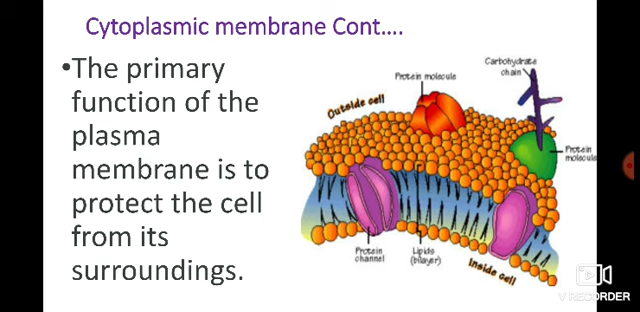 Cytoplasmic membrane Cont....
•The primary
function of the
plasma
membrane is to
protect the cell
from its
surroundings.
Carbohydrate
chain
Protein molecule
Outside cell
Protein
molecule
Protein
channel
Lipids
(bilayer)
Inside cell
V RECORDER